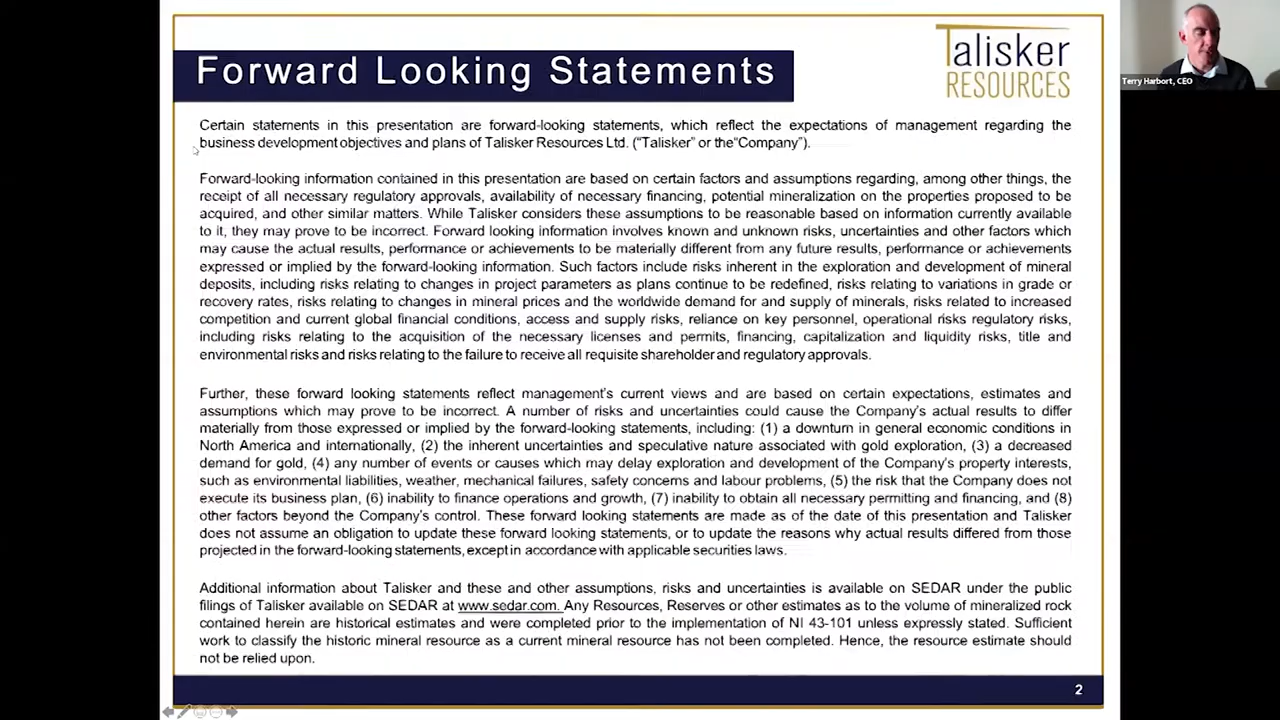 Forward Looking Statements
Talisker
RESOURCES
Terry Harbort, CEO
Certain statements in this presentation are forward-looking statements, which reflect the expectations of management regarding the
business development objectives and plans of Talisker Resources Ltd. (“Talisker” or the“Company”).
Forward-looking information contained in this presentation are based on certain factors and assumptions regarding, among other things, the
receipt of all necessary regulatory approvals, availability of necessary financing, potential mineralization on the properties proposed to be
acquired, and other similar matters. While Talisker considers these assumptions to be reasonable based on information currently available
to it, they may prove to be incorrect. Forward looking information involves known and unknown risks, uncertainties and other factors which
may cause the actual results, performance or achievements to be materially different from any future results, performance or achievements
expressed or implied by the forward-looking information. Such factors include risks inherent in the exploration and development of mineral
deposits, including risks relating to changes in project parameters as plans continue to be redefined, risks relating to variations in grade or
recovery rates, risks relating to changes in mineral prices and the worldwide demand for and supply of minerals, risks related to increased
competition and current global financial conditions, access and supply risks, reliance on key personnel, operational risks regulatory risks,
including risks relating to the acquisition of the necessary licenses and permits, financing, capitalization and liquidity risks, title and
environmental risks and risks relating to the failure to receive all requisite shareholder and regulatory approvals.
Further, these forward looking statements reflect management's current views and are based on certain expectations, estimates and
assumptions which may prove to be incorrect. A number of risks and uncertainties could cause the Company's actual results to differ
materially from those expressed or implied by the forward-looking statements, including: (1) a downturn in general economic conditions in
North America and internationally, (2) the inherent uncertainties and speculative nature associated with gold exploration, (3) a decreased
demand for gold, (4) any number of events or causes which may delay exploration and development of the Company's property interests,
such as environmental liabilities, weather, mechanical failures, safety concerns and labour problems, (5) the risk that the Company does not
execute its business plan, (6) inability to finance operations and growth, (7) inability to obtain all necessary permitting and financing, and (8)
other factors beyond the Company's control. These forward looking statements are made as of the date of this presentation and Talisker
does not assume an obligation to update these forward looking statements, or to update the reasons why actual results differed from those
projected in the forward-looking statements, except in accordance with applicable securities laws.
Additional information about Talisker and these and other assumptions, risks and uncertainties is available on SEDAR under the public
filings of Talisker available on SEDAR at www.sedar.com. Any Resources, Reserves or other estimates as to the volume of mineralized rock
contained herein are historical estimates and were completed prior to the implementation of NI 43-101 unless expressly stated. Sufficient
work to classify the historic mineral resource as a current mineral resource has not been completed. Hence, the resource estimate should
not be relied upon.
2